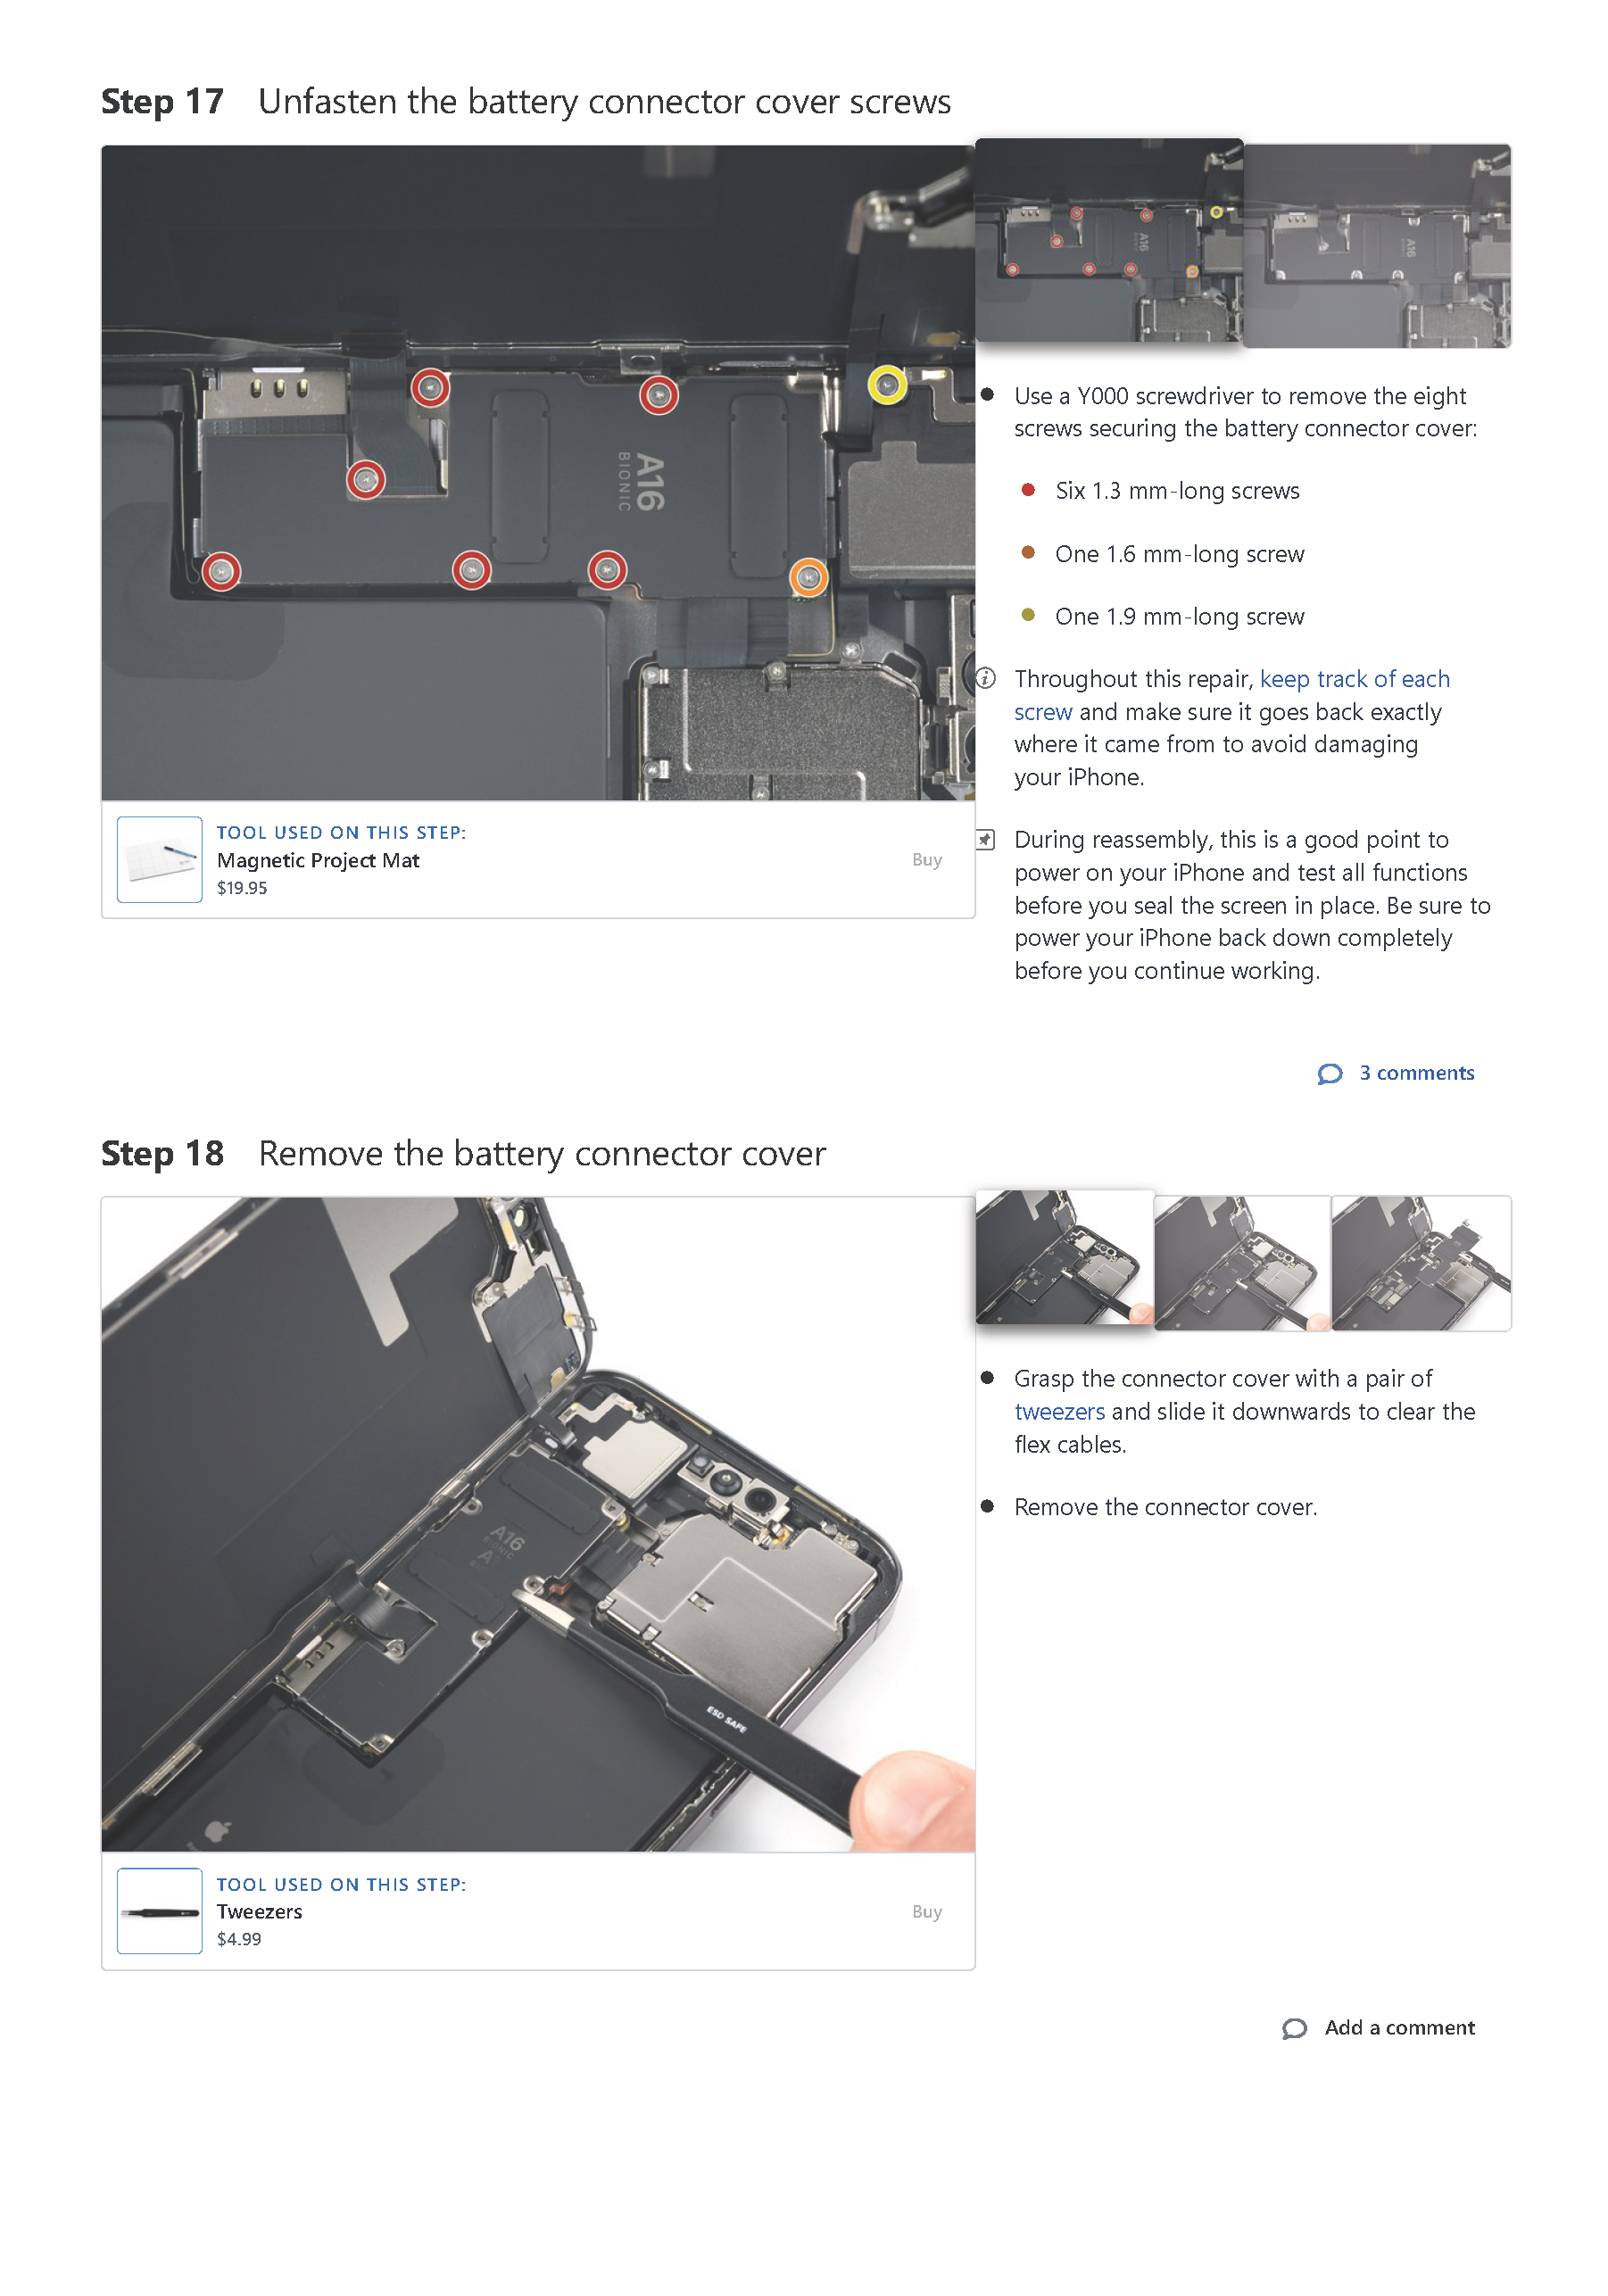 Step 17 Unfasten the battery connector cover screws
A16
BIONIC
TOOL USED ON THIS STEP:
Magnetic Project Mat
$19.95
Buy
Use a Y000 screwdriver to remove the eight
screws securing the battery connector cover:
Six 1.3 mm-long screws
One 1.6 mm-long screw
One 1.9 mm-long screw
Throughout this repair, keep track of each
screw and make sure it goes back exactly
where it came from to avoid damaging
your iPhone.
During reassembly, this is a good point to
power on your iPhone and test all functions
before you seal the screen in place. Be sure to
power your iPhone back down completely
before you continue working.
3 comments
Step 18 Remove the battery connector cover
A16
BIONIC
ESD SAFE
TOOL USED ON THIS STEP:
Tweezers
$4.99
Buy
Grasp the connector cover with a pair of
tweezers and slide it downwards to clear the
flex cables.
Remove the connector cover.
Add a comment